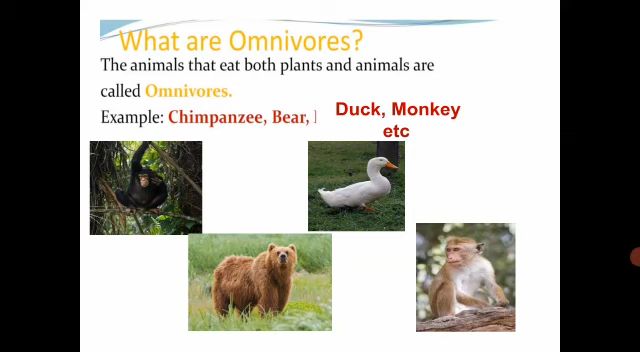 What are Omnivores?
The animals that eat both plants and animals are
called Omnivores.
Example: Chimpanzee, Bear,
Duck, Monkey
etc